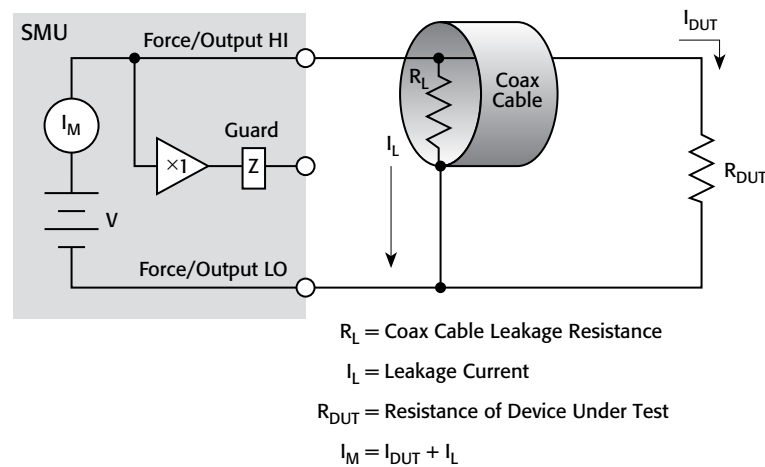 SMU
Force/Output HI
I_M
×1
Guard
Z
V
Force/Output LO
R_L
Coax
Cable
I_L
I_DUT
R_DUT
R_L = Coax Cable Leakage Resistance
I_L = Leakage Current
R_DUT = Resistance of Device Under Test
I_M = I_DUT + I_L